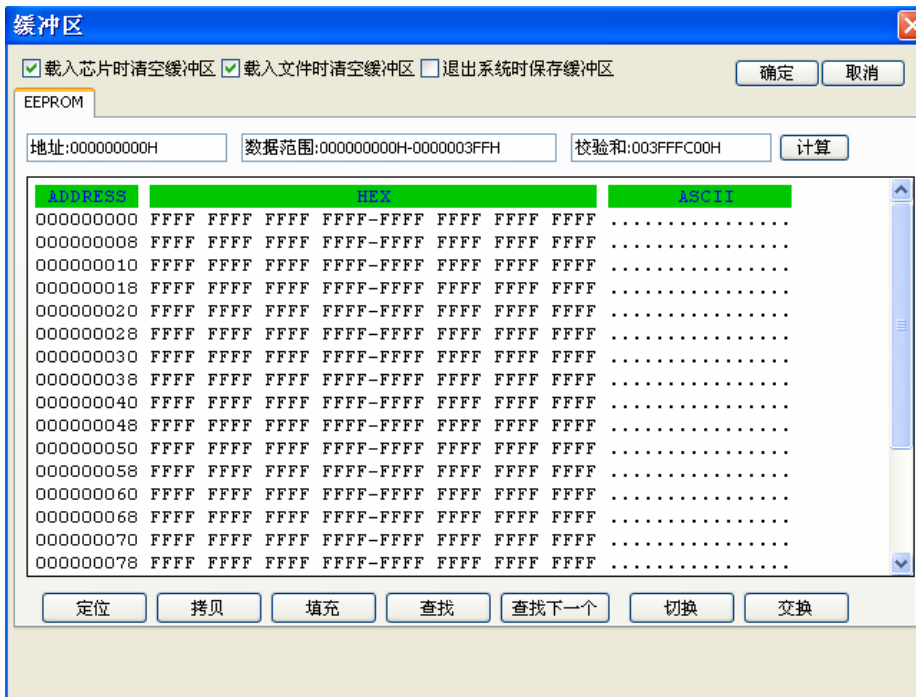 缓冲区
载入芯片时清空缓冲区 载入文件时清空缓冲区 退出系统时保存缓冲区 确定 取消
EEPROM
地址:000000000H 数据范围:000000000H-0000003FFH 校验和:003FFFC00H 计算
ADDRESS HEX ASCII
000000000 FFFF FFFF FFFF FFFF-FFFF FFFF FFFF FFFF ................
000000008 FFFF FFFF FFFF FFFF-FFFF FFFF FFFF FFFF ................
000000010 FFFF FFFF FFFF FFFF-FFFF FFFF FFFF FFFF ................
000000018 FFFF FFFF FFFF FFFF-FFFF FFFF FFFF FFFF ................
000000020 FFFF FFFF FFFF FFFF-FFFF FFFF FFFF FFFF ................
000000028 FFFF FFFF FFFF FFFF-FFFF FFFF FFFF FFFF ................
000000030 FFFF FFFF FFFF FFFF-FFFF FFFF FFFF FFFF ................
000000038 FFFF FFFF FFFF FFFF-FFFF FFFF FFFF FFFF ................
000000040 FFFF FFFF FFFF FFFF-FFFF FFFF FFFF FFFF ................
000000048 FFFF FFFF FFFF FFFF-FFFF FFFF FFFF FFFF ................
000000050 FFFF FFFF FFFF FFFF-FFFF FFFF FFFF FFFF ................
000000058 FFFF FFFF FFFF FFFF-FFFF FFFF FFFF FFFF ................
000000060 FFFF FFFF FFFF FFFF-FFFF FFFF FFFF FFFF ................
000000068 FFFF FFFF FFFF FFFF-FFFF FFFF FFFF FFFF ................
000000070 FFFF FFFF FFFF FFFF-FFFF FFFF FFFF FFFF ................
000000078 FFFF FFFF FFFF FFFF-FFFF FFFF FFFF FFFF ................
定位 拷贝 填充 查找 查找下一个 切换 交换